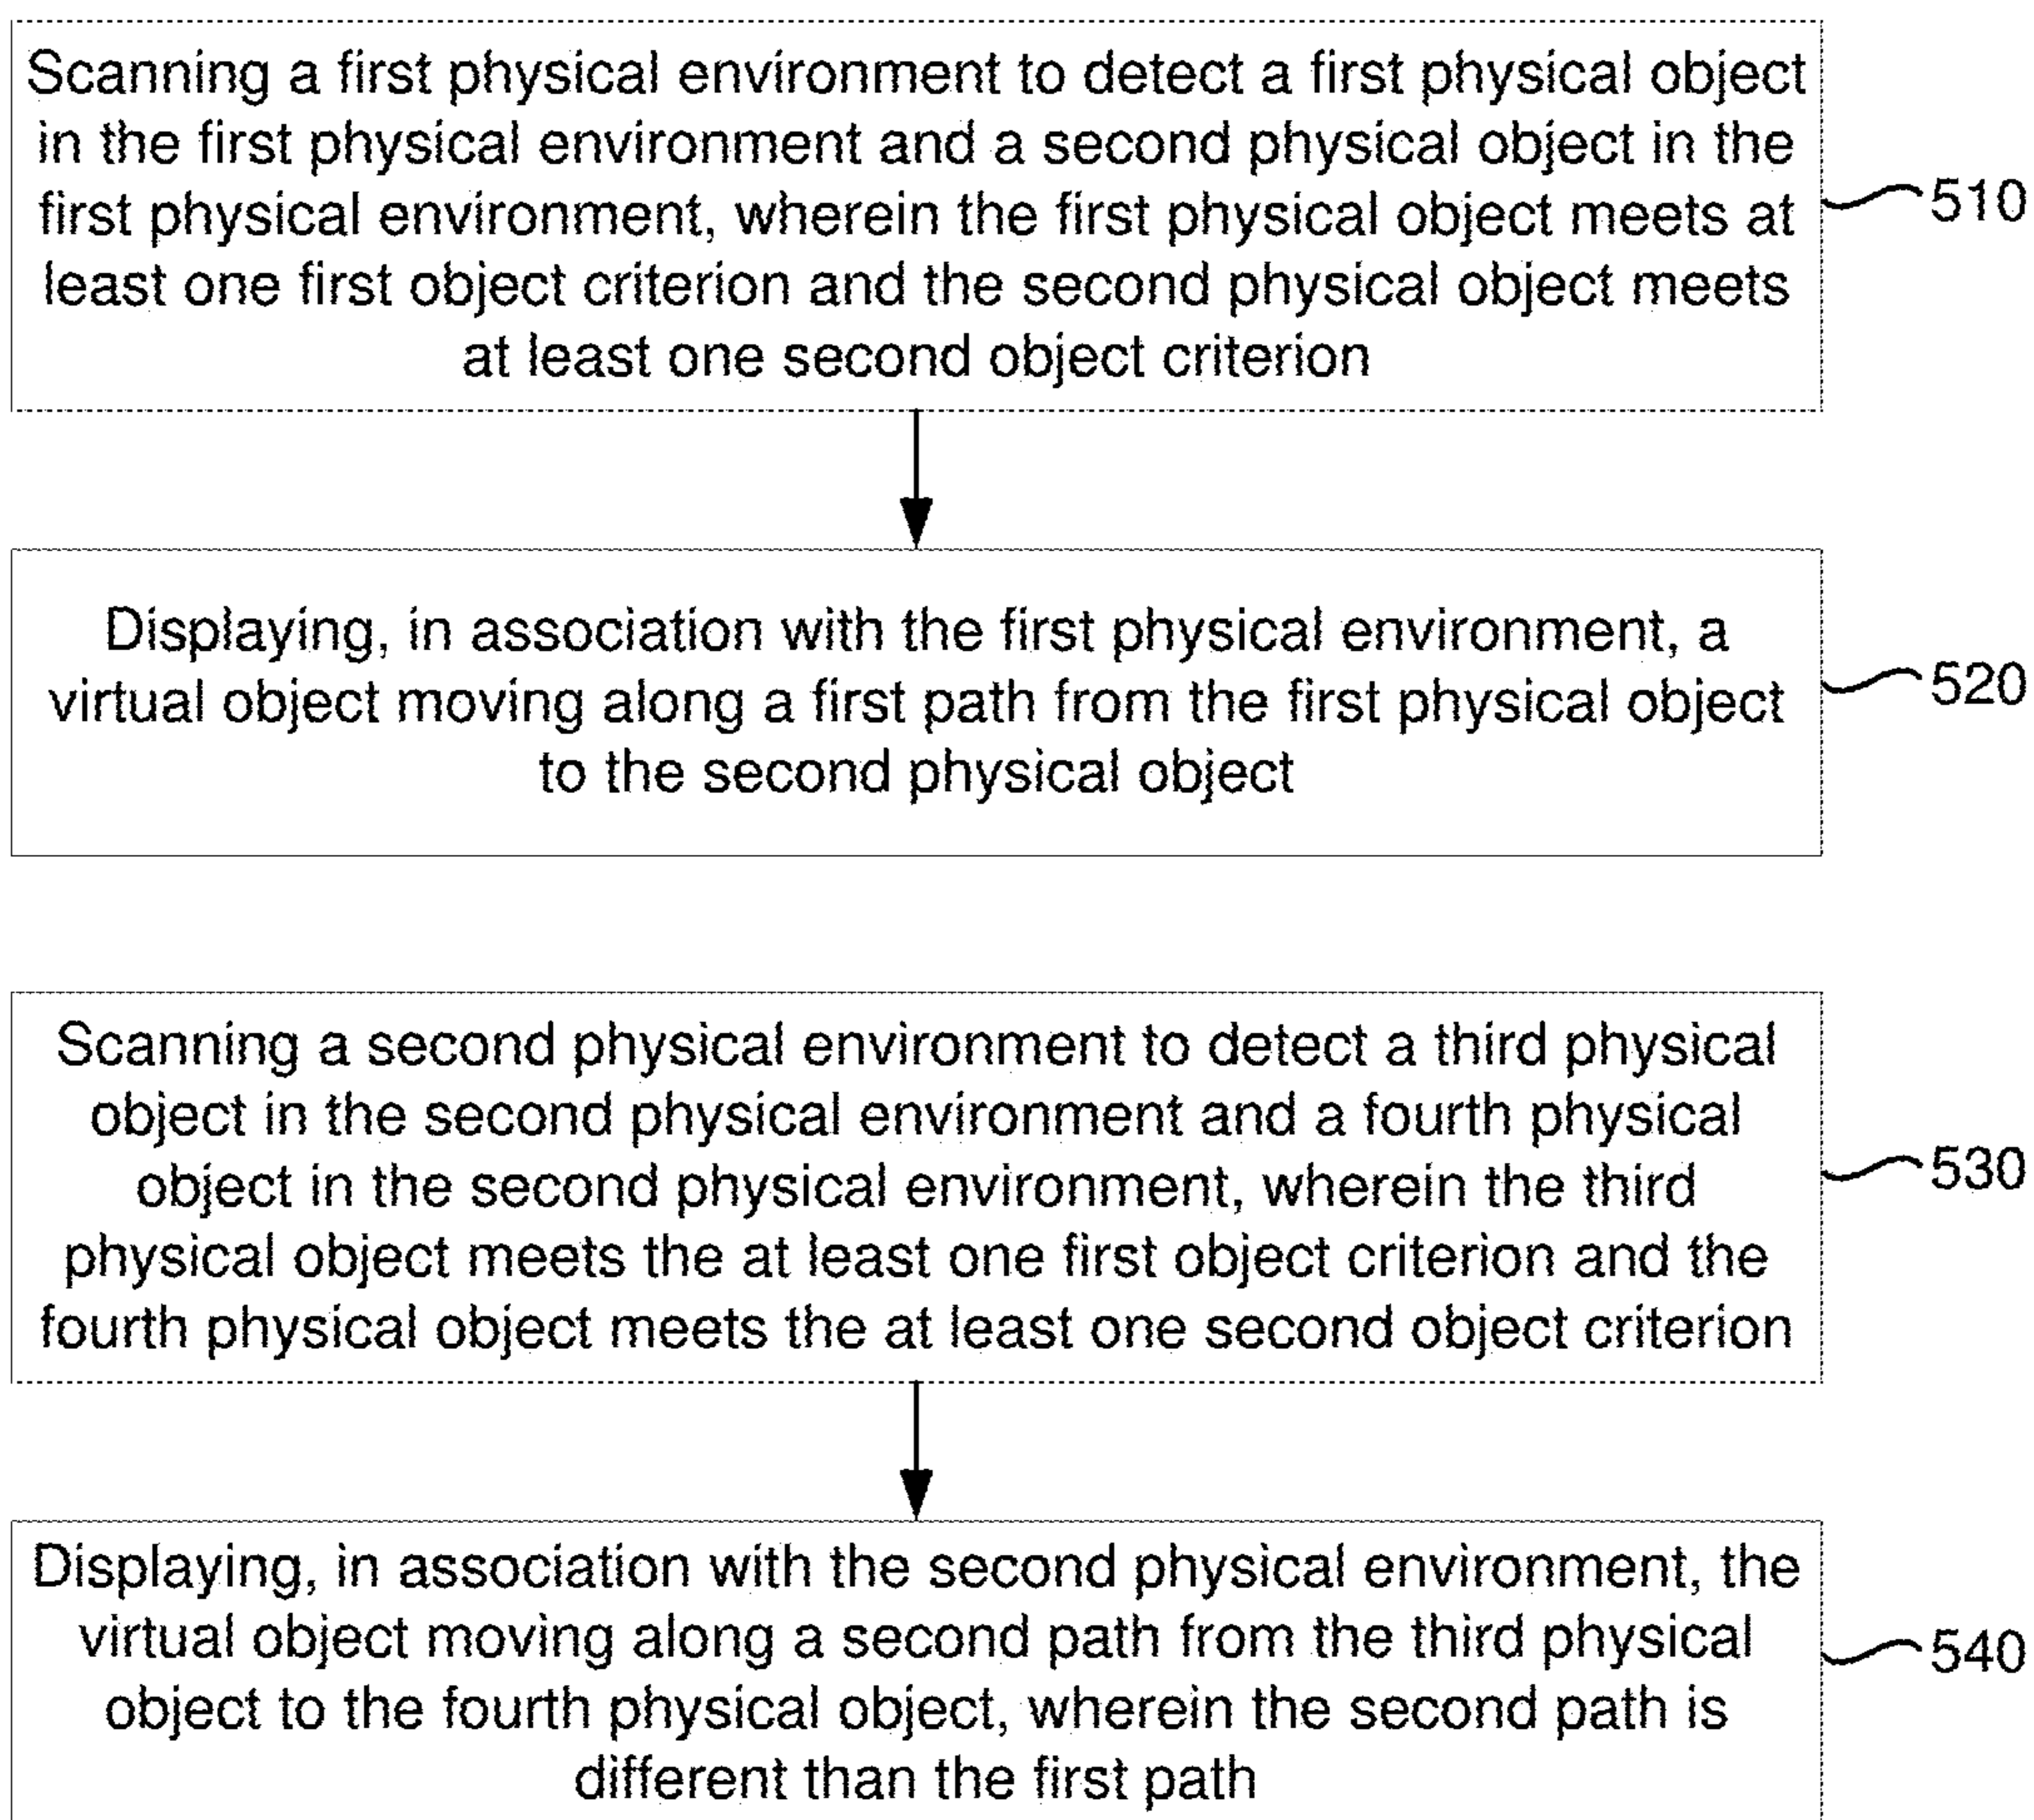 Scanning a first physical environment to detect a first physical object
in the first physical environment and a second physical object in the
first physical environment, wherein the first physical object meets at
least one first object criterion and the second physical object meets
at least one second object criterion
510
Displaying, in association with the first physical environment, a
virtual object moving along a first path from the first physical object
to the second physical object
520
Scanning a second physical environment to detect a third physical
object in the second physical environment and a fourth physical
object in the second physical environment, wherein the third
physical object meets the at least one first object criterion and the
fourth physical object meets the at least one second object criterion
530
Displaying, in association with the second physical environment, the
virtual object moving along a second path from the third physical
object to the fourth physical object, wherein the second path is
different than the first path
540